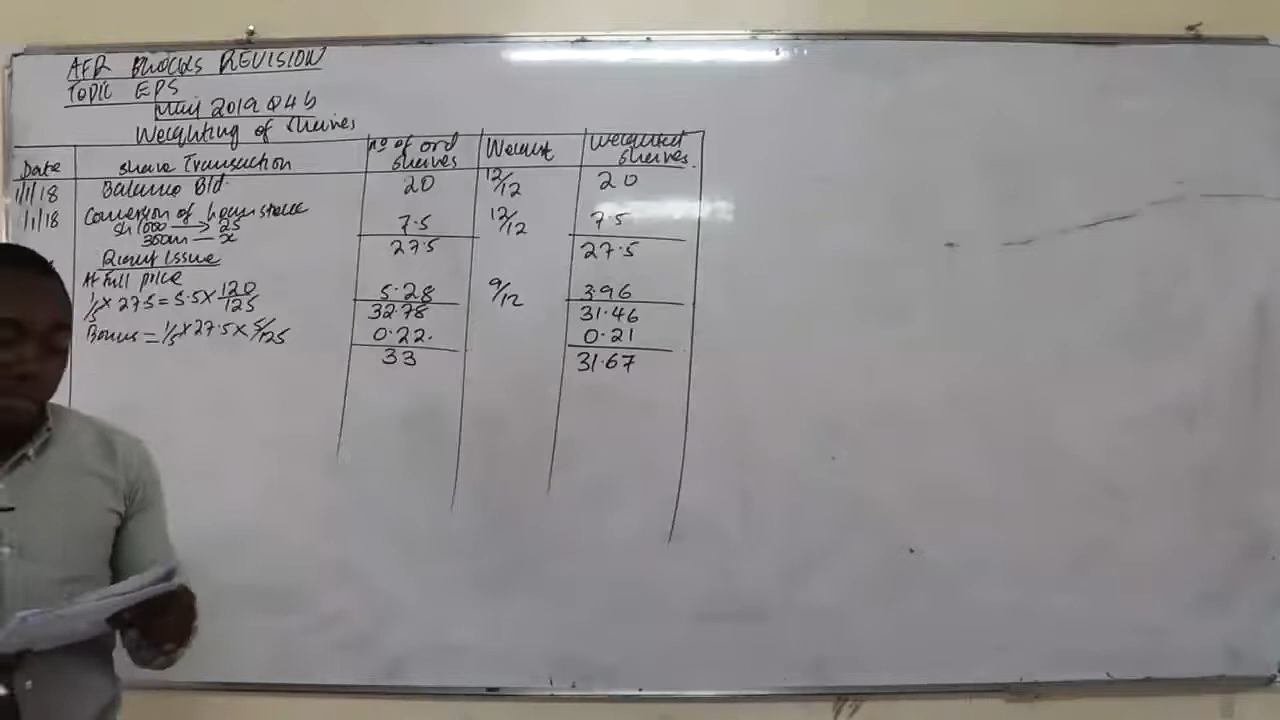 AFR BLOCKS REVISION
TOPIC EPS
May 2019 Q4b
Weighting of shares
Date Share Transaction no of ord shares Weight Weighted shares
1/1/18 Balance Bld. 20 12/12 20
1/1/18 Conversion of loan stock 7.5 12/12 7.5
sh 1000 → 25
300m — x 27.5 27.5
Right Issue
At Full price 5.28 9/12 3.96
1/5 x 27.5 = 5.5 x 120/125 32.78 31.46
Bonus = 1/5 x 27.5 x 5/125 0.22. 0.21
33 31.67